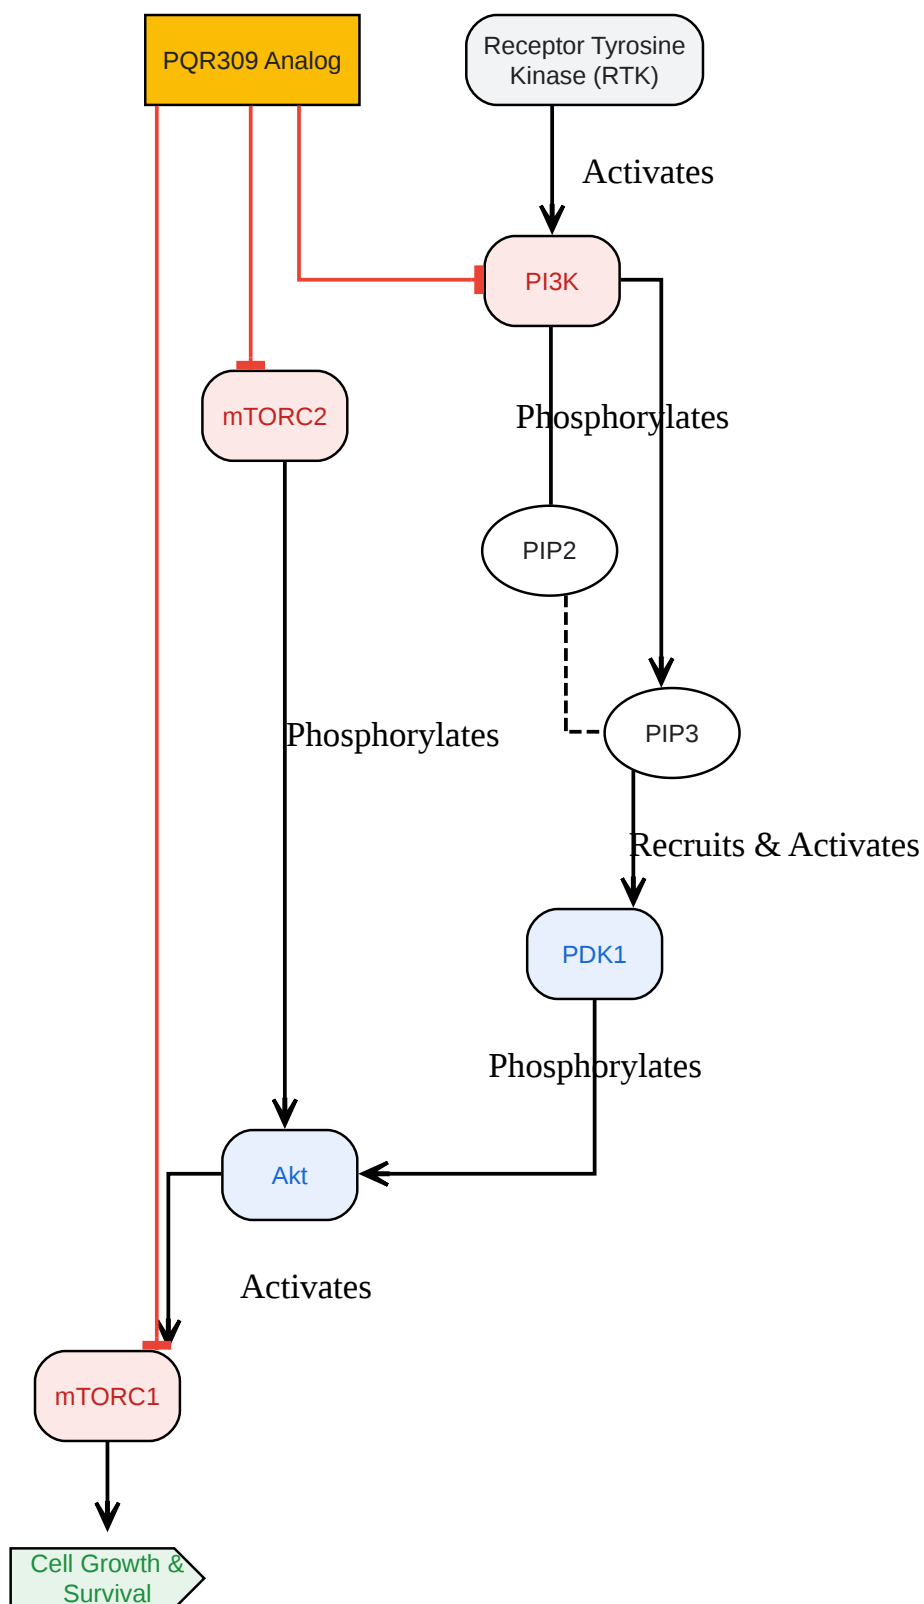 PQR309 Analog
Receptor Tyrosine
Kinase (RTK)
Activates
PI3K
mTORC2
Phosphorylates
PIP2
PIP3
Phosphorylates
Recruits & Activates
PDK1
Phosphorylates
Akt
Activates
mTORC1
Cell Growth &
Survival